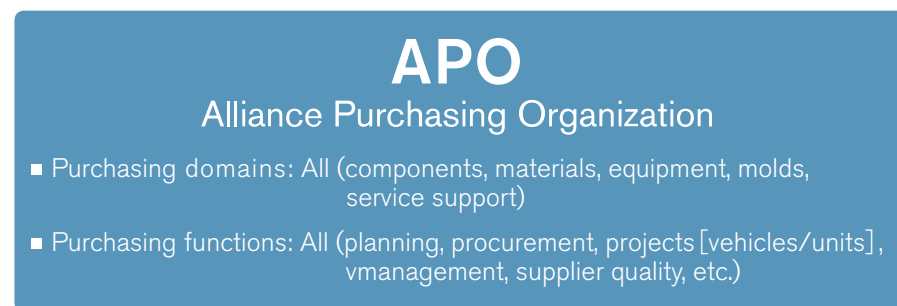 APO
Alliance Purchasing Organization
■ Purchasing domains: All (components, materials, equipment, molds,
service support)
■ Purchasing functions: All (planning, procurement, projects [vehicles/units],
vmanagement, supplier quality, etc.)